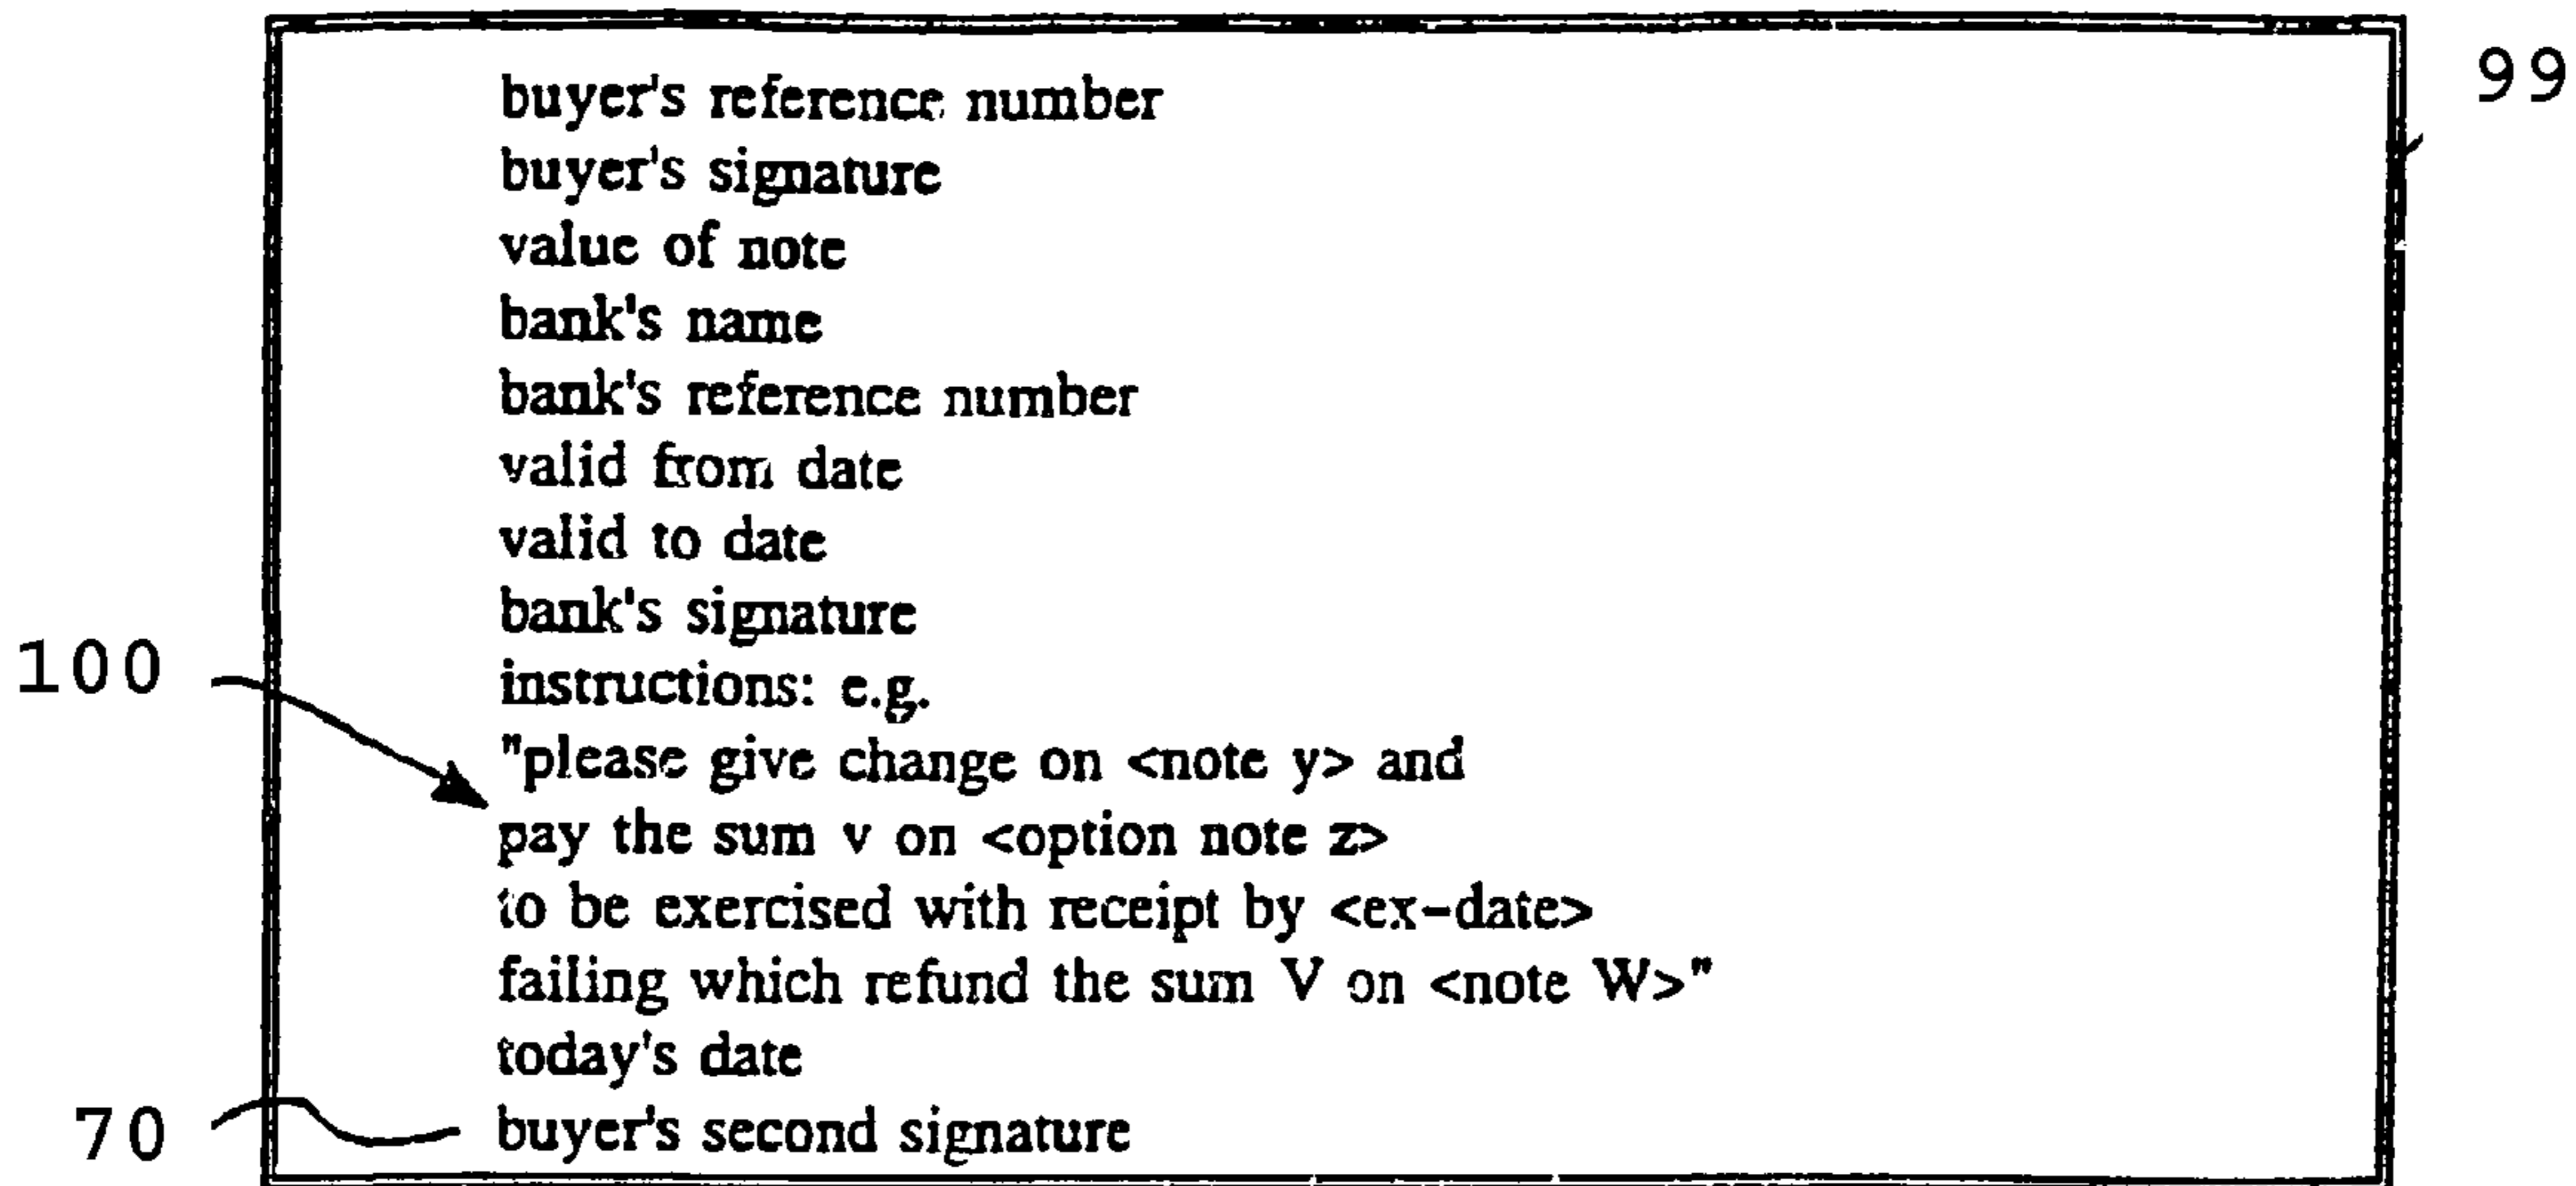 99
buyer's reference number
buyer's signature
value of note
bank's name
bank's reference number
valid from date
valid to date
bank's signature
100
instructions: e.g.
"please give change on <note y> and
pay the sum v on <option note z>
to be exercised with receipt by <ex-date>
failing which refund the sum V on <note W>"
today's date
70
buyer's second signature